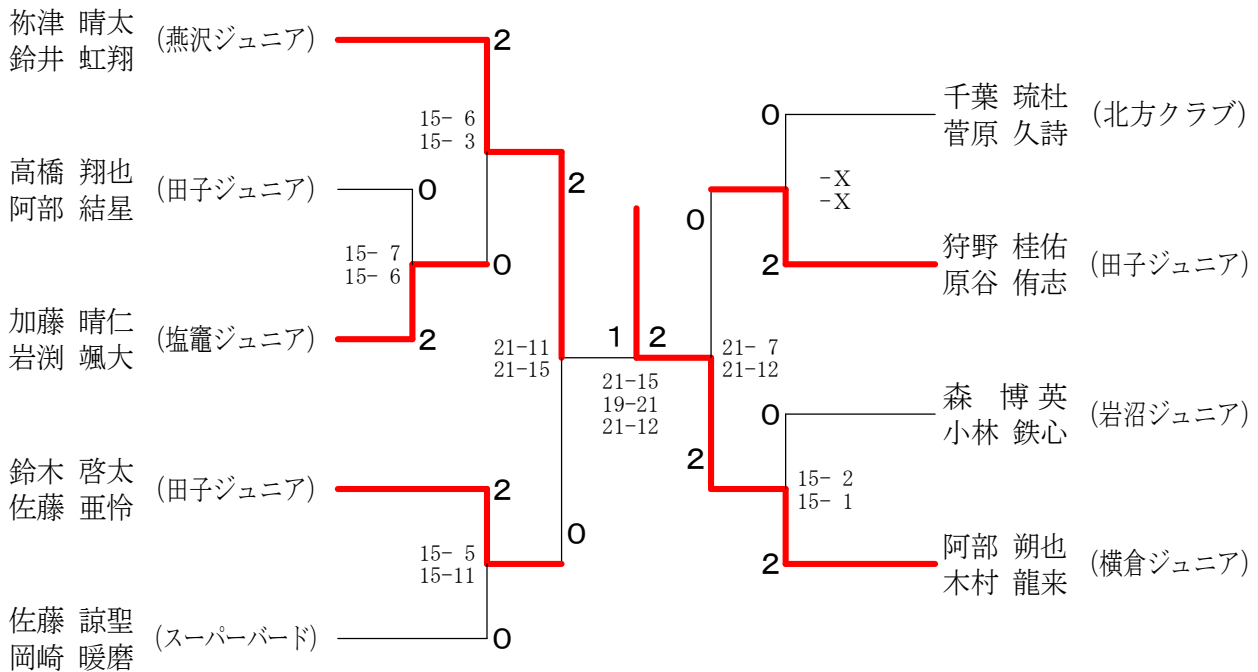 祢津 晴太
鈴井 虹翔
(燕沢ジュニア)
2
15- 6
15- 3
高橋 翔也
阿部 結星
(田子ジュニア)
0
2
15- 7
15- 6
0
加藤 晴仁
岩渕 颯大
(塩竈ジュニア)
2
21-11
21-15
鈴木 啓太
佐藤 亜怜
(田子ジュニア)
2
15- 5
15-11
0
佐藤 諒聖
岡崎 暖磨
(スーパーバード)
0
1
2
21-15
19-21
21-12
千葉 琉杜
菅原 久詩
(北方クラブ)
0
-X
-X
0
狩野 桂佑
原谷 侑志
(田子ジュニア)
2
21- 7
21-12
森 博英
小林 鉄心
(岩沼ジュニア)
0
2
15- 2
15- 1
阿部 朔也
木村 龍来
(横倉ジュニア)
2